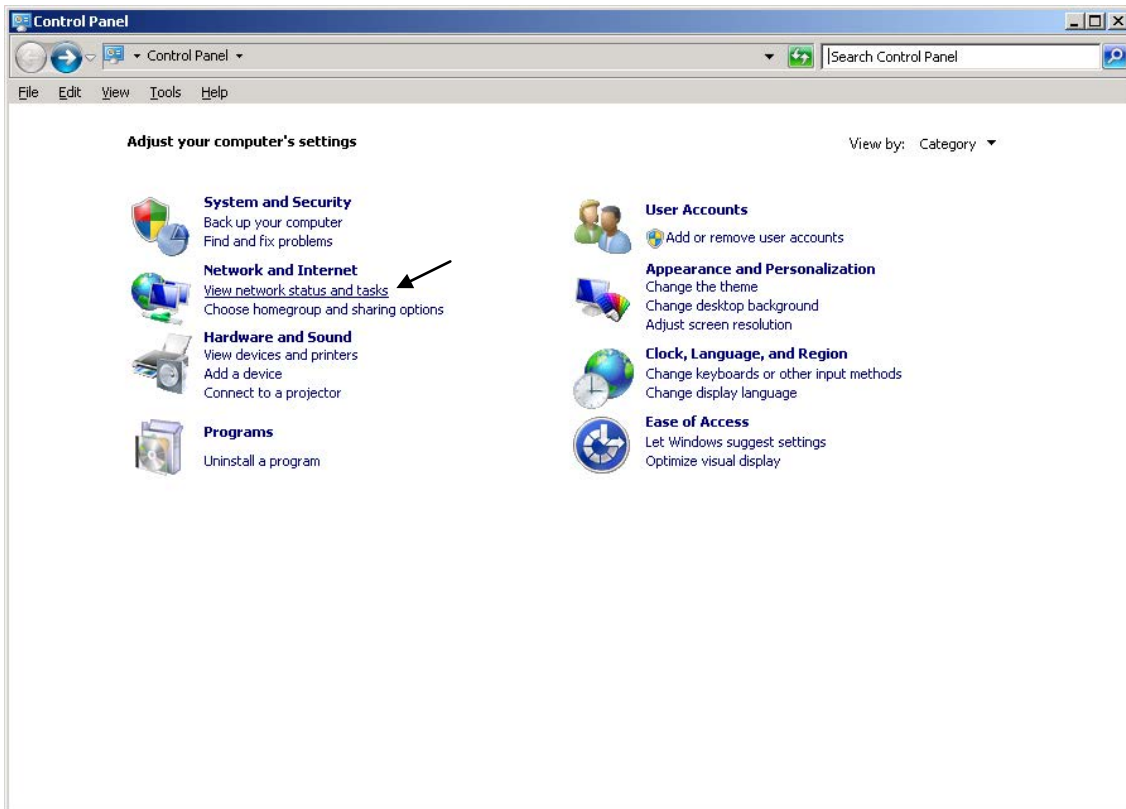 Control Panel
Control Panel
Search Control Panel
File Edit View Tools Help
Adjust your computer's settings
View by: Category
System and Security
Back up your computer
Find and fix problems
Network and Internet
View network status and tasks
Choose homegroup and sharing options
Hardware and Sound
View devices and printers
Add a device
Connect to a projector
Programs
Uninstall a program
User Accounts
Add or remove user accounts
Appearance and Personalization
Change the theme
Change desktop background
Adjust screen resolution
Clock, Language, and Region
Change keyboards or other input methods
Change display language
Ease of Access
Let Windows suggest settings
Optimize visual display